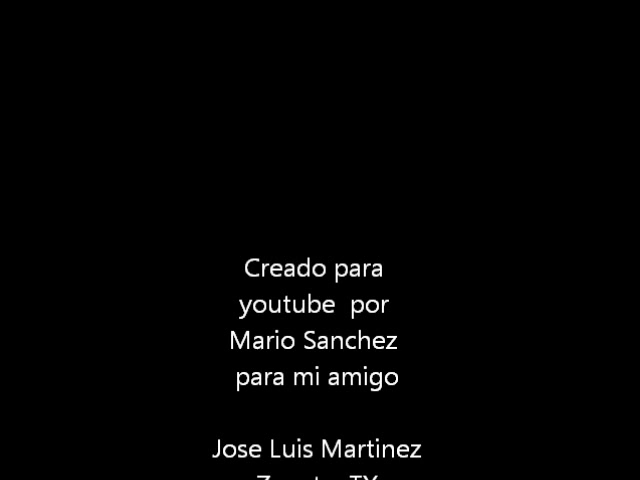 Creado para
youtube por
Mario Sanchez
para mi amigo
Jose Luis Martinez